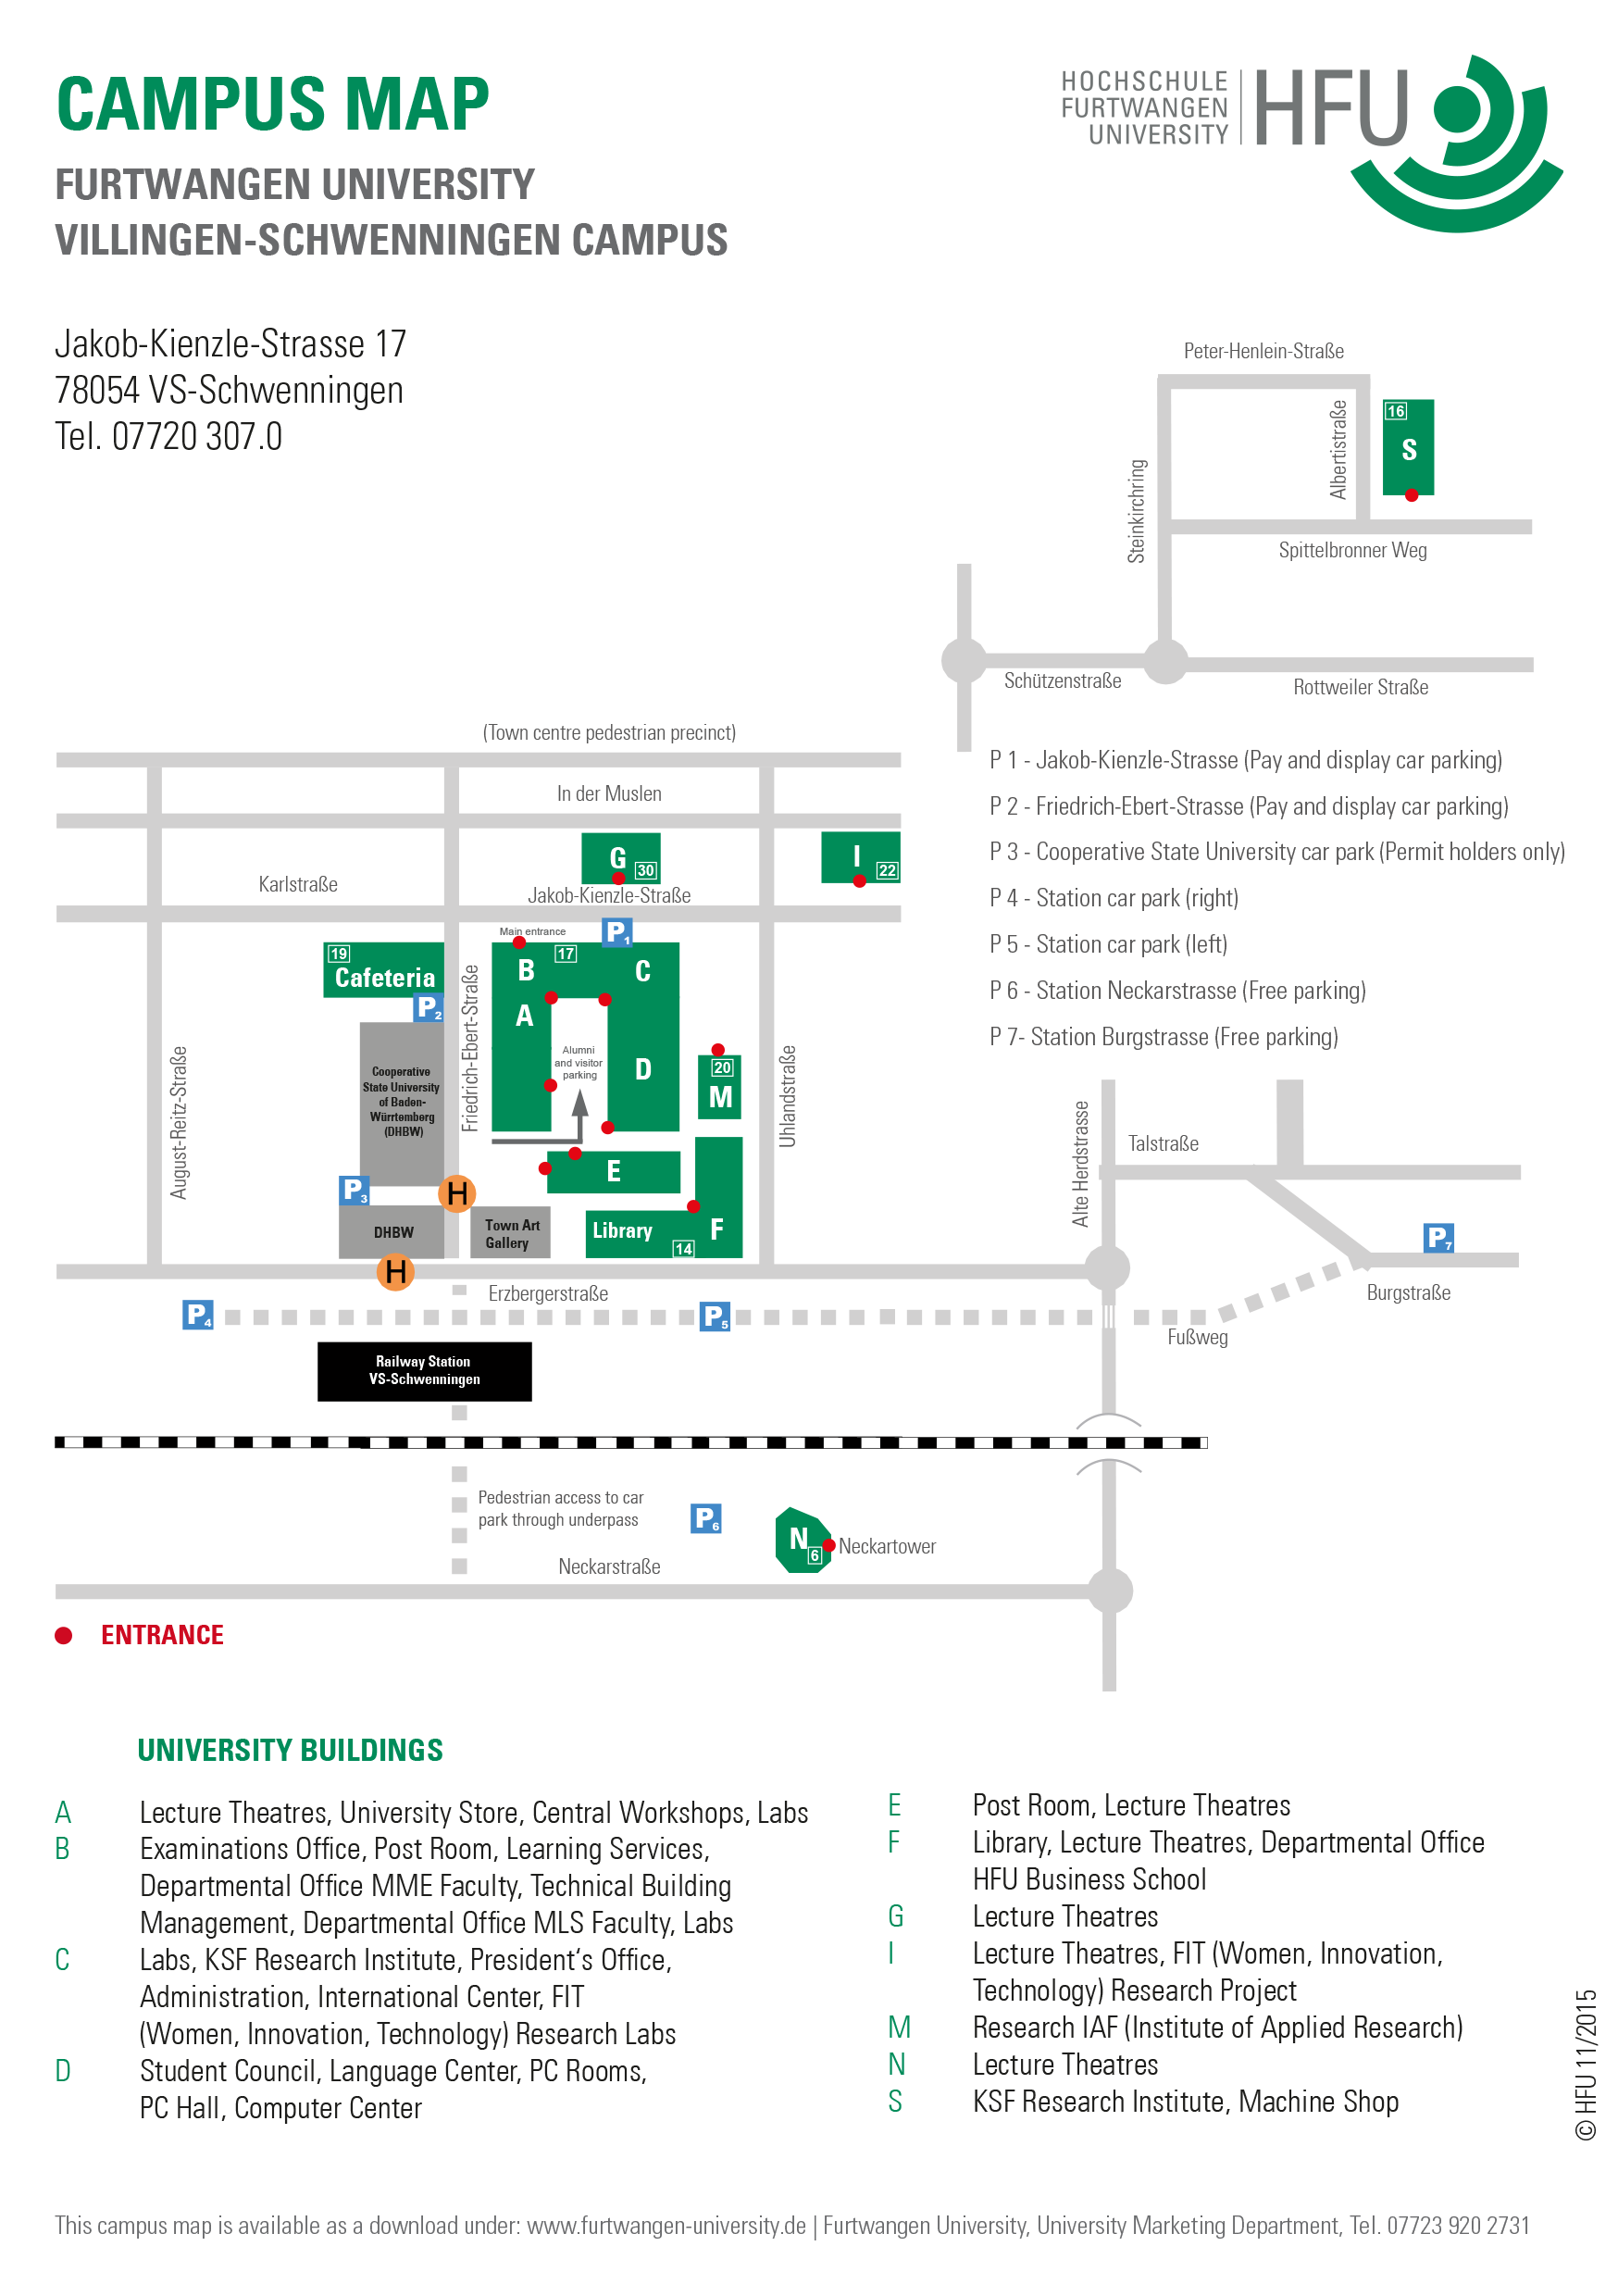 CAMPUS MAP
FURTWANGEN UNIVERSITY
VILLINGEN-SCHWENNINGEN CAMPUS
HOCHSCHULE
FURTWANGEN
UNIVERSITY
HFU
Jakob-Kienzle-Strasse 17
78054 VS-Schwenningen
Tel. 07720 307.0
Peter-Henlein-Straße
Steinkirchring
Albertistraße
16
S
Spittelbronner Weg
Schützenstraße
Rottweiler Straße
P 1 - Jakob-Kienzle-Strasse (Pay and display car parking)
P 2 - Friedrich-Ebert-Strasse (Pay and display car parking)
P 3 - Cooperative State University car park (Permit holders only)
P 4 - Station car park (right)
P 5 - Station car park (left)
P 6 - Station Neckarstrasse (Free parking)
P 7- Station Burgstrasse (Free parking)
(Town centre pedestrian precinct)
In der Muslen
G
30
I
22
Karlstraße
Jakob-Kienzle-Straße
P1
Main entrance
19
Cafeteria
P2
B
17
C
A
D
Alumni
and visitor
parking
20
M
August-Reitz-Straße
Friedrich-Ebert-Straße
Uhlandstraße
Cooperative
State University
of Baden-
Würrtemberg
(DHBW)
P3
H
E
DHBW
Town Art
Gallery
Library
14
F
H
Erzbergerstraße
P4
P5
Railway Station
VS-Schwenningen
Alte Herdstrasse
Talstraße
P7
Burgstraße
Fußweg
Pedestrian access to car
park through underpass
P6
N
6
Neckartower
Neckarstraße
ENTRANCE
UNIVERSITY BUILDINGS
A Lecture Theatres, University Store, Central Workshops, Labs
B Examinations Office, Post Room, Learning Services,
Departmental Office MME Faculty, Technical Building
Management, Departmental Office MLS Faculty, Labs
C Labs, KSF Research Institute, President‘s Office,
Administration, International Center, FIT
(Women, Innovation, Technology) Research Labs
D Student Council, Language Center, PC Rooms,
PC Hall, Computer Center
E Post Room, Lecture Theatres
F Library, Lecture Theatres, Departmental Office
HFU Business School
G Lecture Theatres
I Lecture Theatres, FIT (Women, Innovation,
Technology) Research Project
M Research IAF (Institute of Applied Research)
N Lecture Theatres
S KSF Research Institute, Machine Shop
© HFU 11/2015
This campus map is available as a download under: www.furtwangen-university.de | Furtwangen University, University Marketing Department, Tel. 07723 920 2731